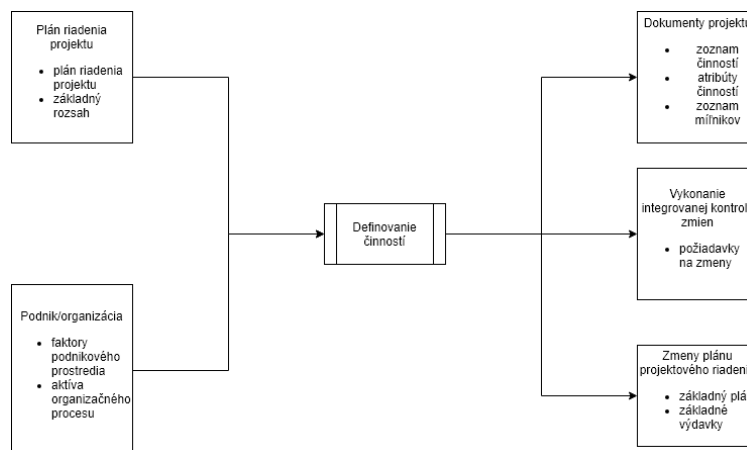 Plán riadenia
projektu
plán riadenia
projektu
základný
rozsah
Podnik/organizácia
faktory
podnikového
prostredia
aktíva
organizačného
procesu
Definovanie
činností
Dokumenty projektu
zoznam
činností
atribúty
činností
zoznam
míľnikov
Vykonanie
integrovanej kontrol
zmien
požiadavky
na zmeny
Zmeny plánu
projektového riadeni
základný plá
základné
výdavky